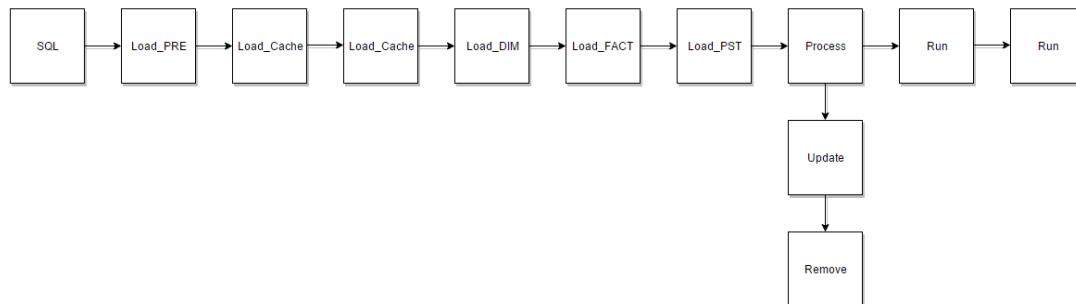 SQL
Load_PRE
Load_Cache
Load_Cache
Load_DIM
Load_FACT
Load_PST
Process
Run
Run
Update
Remove